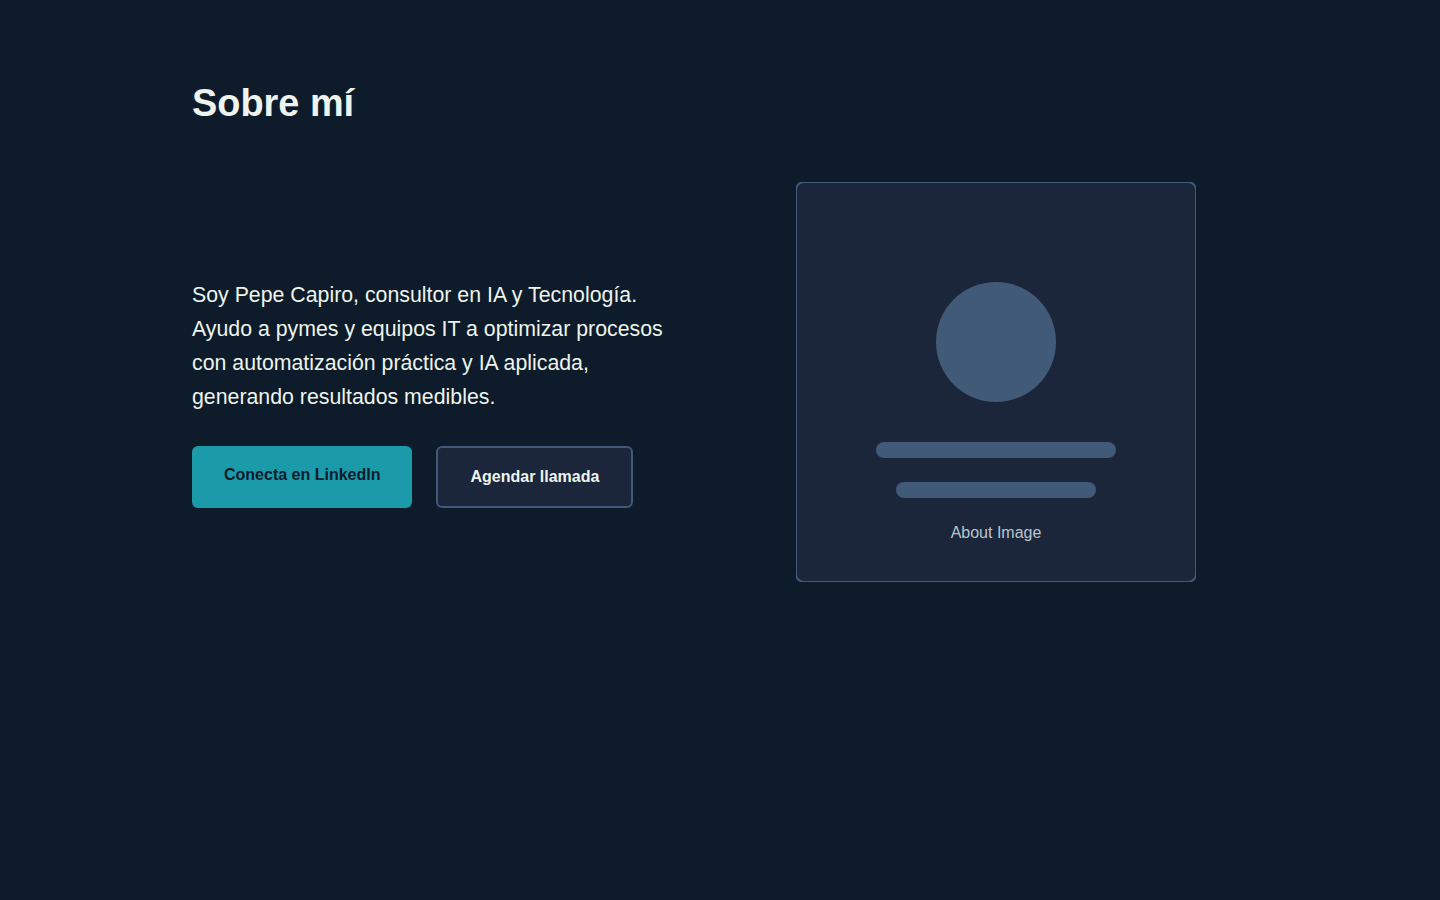 Sobre mí
Soy Pepe Capiro, consultor en IA y Tecnología.
Ayudo a pymes y equipos IT a optimizar procesos
con automatización práctica y IA aplicada,
generando resultados medibles.
Conecta en LinkedIn
Agendar llamada
About Image